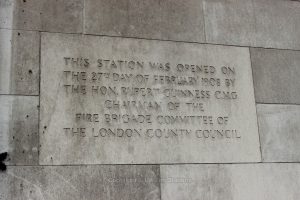 THIS STATION WAS OPENED ON
THE 27TH DAY OF FEBRUARY 1908 BY
THE HON. RUPERT GUINNESS C.M.G.
CHAIRMAN OF THE
FIRE BRIGADE COMMITTEE OF
THE LONDON COUNTY COUNCIL